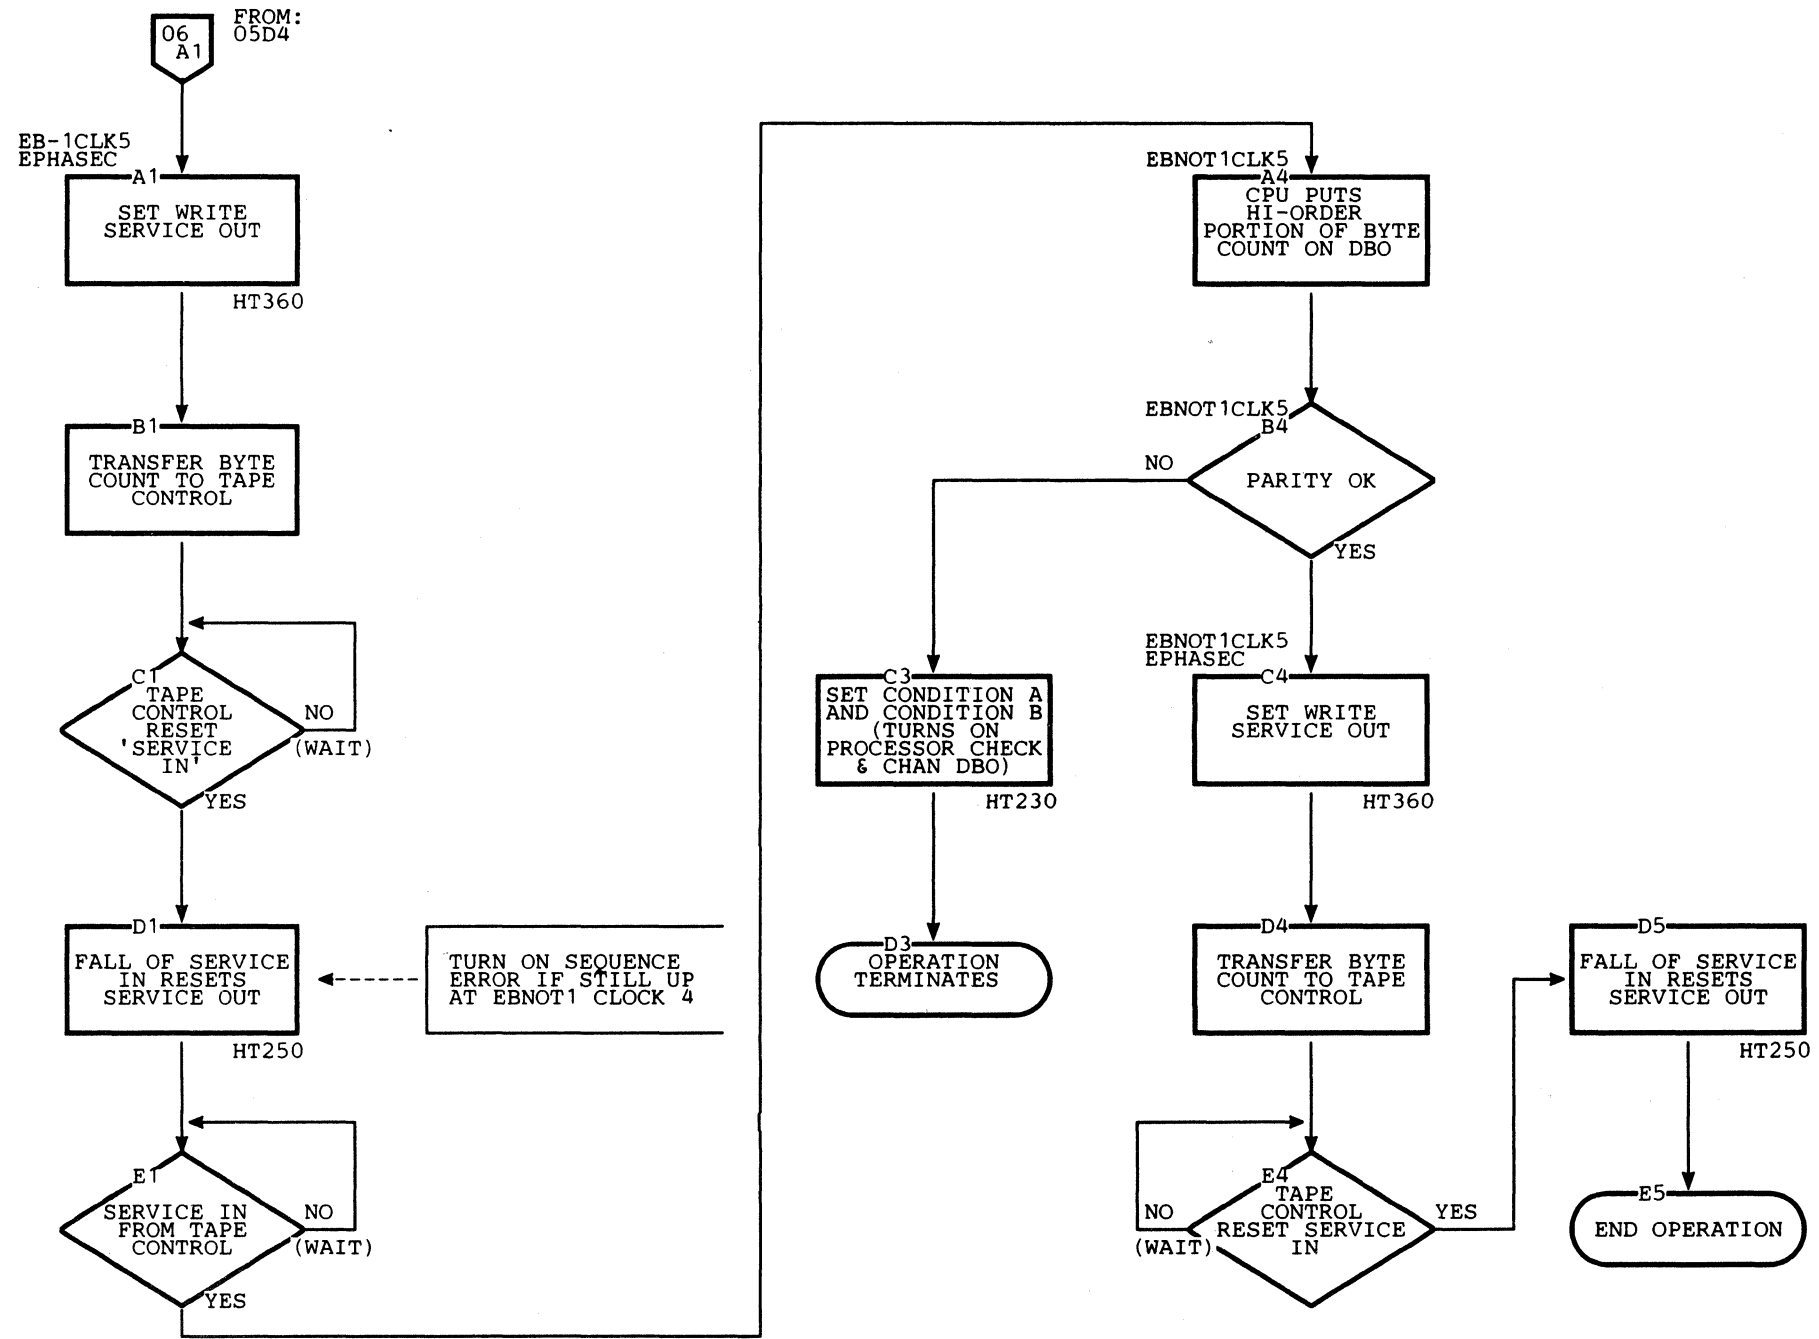 06
A1
FROM:
05D4
EB-1CLK5
EPHASEC
A1
SET WRITE
SERVICE OUT
HT360
B1
TRANSFER BYTE
COUNT TO TAPE
CONTROL
C1
TAPE
CONTROL
RESET
'SERVICE
IN'
NO
(WAIT)
YES
D1
FALL OF SERVICE
IN RESETS
SERVICE OUT
HT250
TURN ON SEQUENCE
ERROR IF STILL UP
AT EBNOT1 CLOCK 4
E1
SERVICE IN
FROM TAPE
CONTROL
NO
(WAIT)
YES
EBNOT1CLK5
A4
CPU PUTS
HI-ORDER
PORTION OF BYTE
COUNT ON DBO
EBNOT1CLK5
B4
PARITY OK
NO
YES
C3
SET CONDITION A
AND CONDITION B
(TURNS ON
PROCESSOR CHECK
& CHAN DBO)
HT230
D3
OPERATION
TERMINATES
EBNOT1CLK5
EPHASEC
C4
SET WRITE
SERVICE OUT
HT360
D4
TRANSFER BYTE
COUNT TO TAPE
CONTROL
E4
TAPE
CONTROL
RESET SERVICE
IN
NO
(WAIT)
YES
D5
FALL OF SERVICE
IN RESETS
SERVICE OUT
HT250
E5
END OPERATION